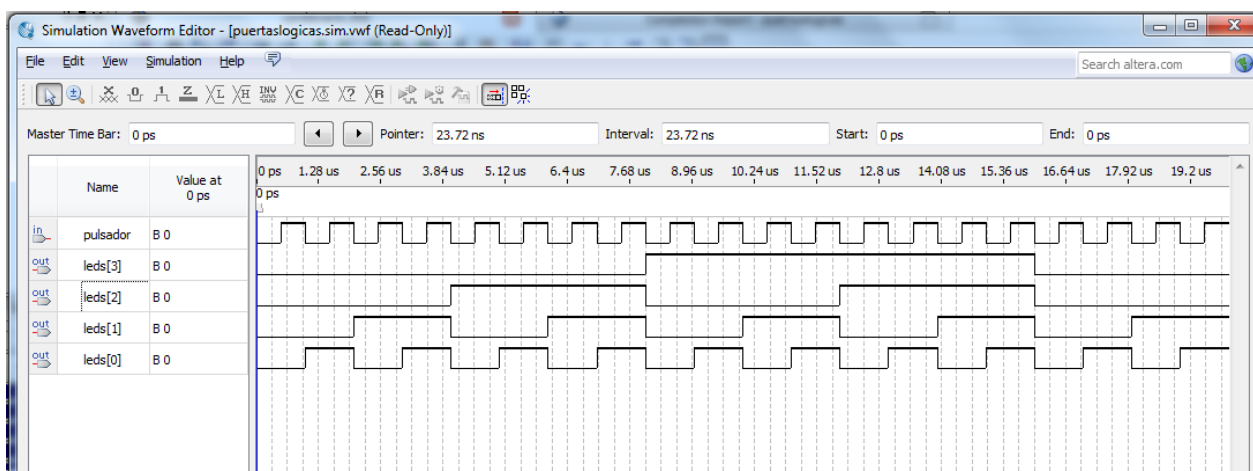 Simulation Waveform Editor - [puertaslogicas.sim.vwf (Read-Only)]
File Edit View Simulation Help
Search altera.com
Master Time Bar: 0 ps Pointer: 23.72 ns Interval: 23.72 ns Start: 0 ps End: 0 ps
Name Value at 0 ps
0 ps 1.28 us 2.56 us 3.84 us 5.12 us 6.4 us 7.68 us 8.96 us 10.24 us 11.52 us 12.8 us 14.08 us 15.36 us 16.64 us 17.92 us 19.2 us
0 ps
in pulsador B 0
out leds[3] B 0
out leds[2] B 0
out leds[1] B 0
out leds[0] B 0